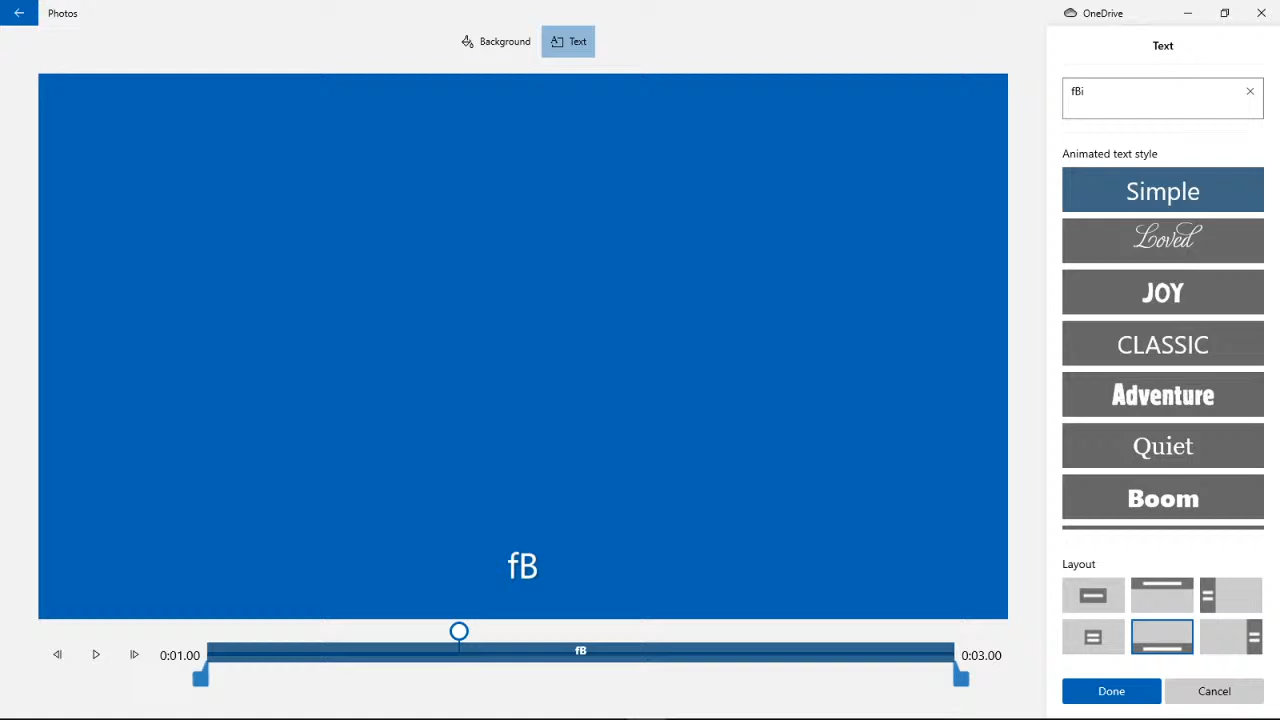 Photos
OneDrive
Background
Text
Text
fBi
Animated text style
Simple
Loved
JOY
CLASSIC
Adventure
Quiet
Boom
fB
Layout
0:01.00
fB
0:03.00
Done
Cancel